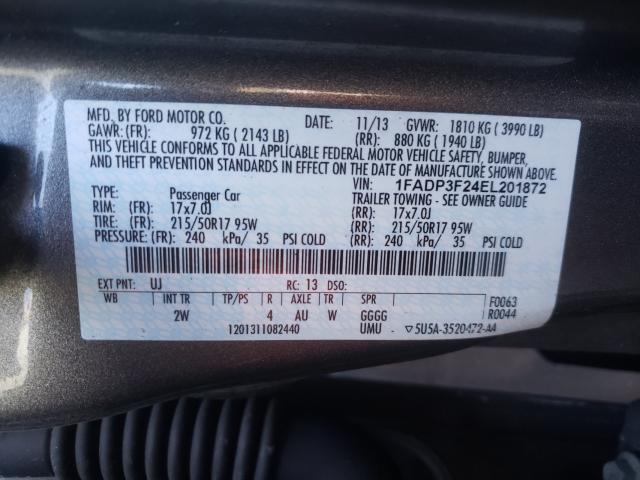 MFD. BY FORD MOTOR CO. DATE: 11/13 GVWR: 1810 KG ( 3990 LB)
GAWR:(FR): 972 KG ( 2143 LB) (RR): 880 KG ( 1940 LB)
THIS VEHICLE CONFORMS TO ALL APPLICABLE FEDERAL MOTOR VEHICLE SAFETY, BUMPER,
AND THEFT PREVENTION STANDARDS IN EFFECT ON THE DATE OF MANUFACTURE SHOWN ABOVE.
VIN: 1FADP3F24EL201872
TYPE: Passenger Car TRAILER TOWING - SEE OWNER GUIDE
RIM: (FR): 17x7.0J (RR): 17x7.0J
TIRE: (FR): 215/50R17 95W (RR): 215/50R17 95W
PRESSURE: (FR): 240 kPa/ 35 PSI COLD (RR): 240 kPa/ 35 PSI COLD
EXT PNT: UJ RC: 13 DSO:
WB INT TR TP/PS R AXLE TR SPR F0063
2W 4 AU W GGGG R0044
1201311082440 UMU ▽5U5A-3520472-AA